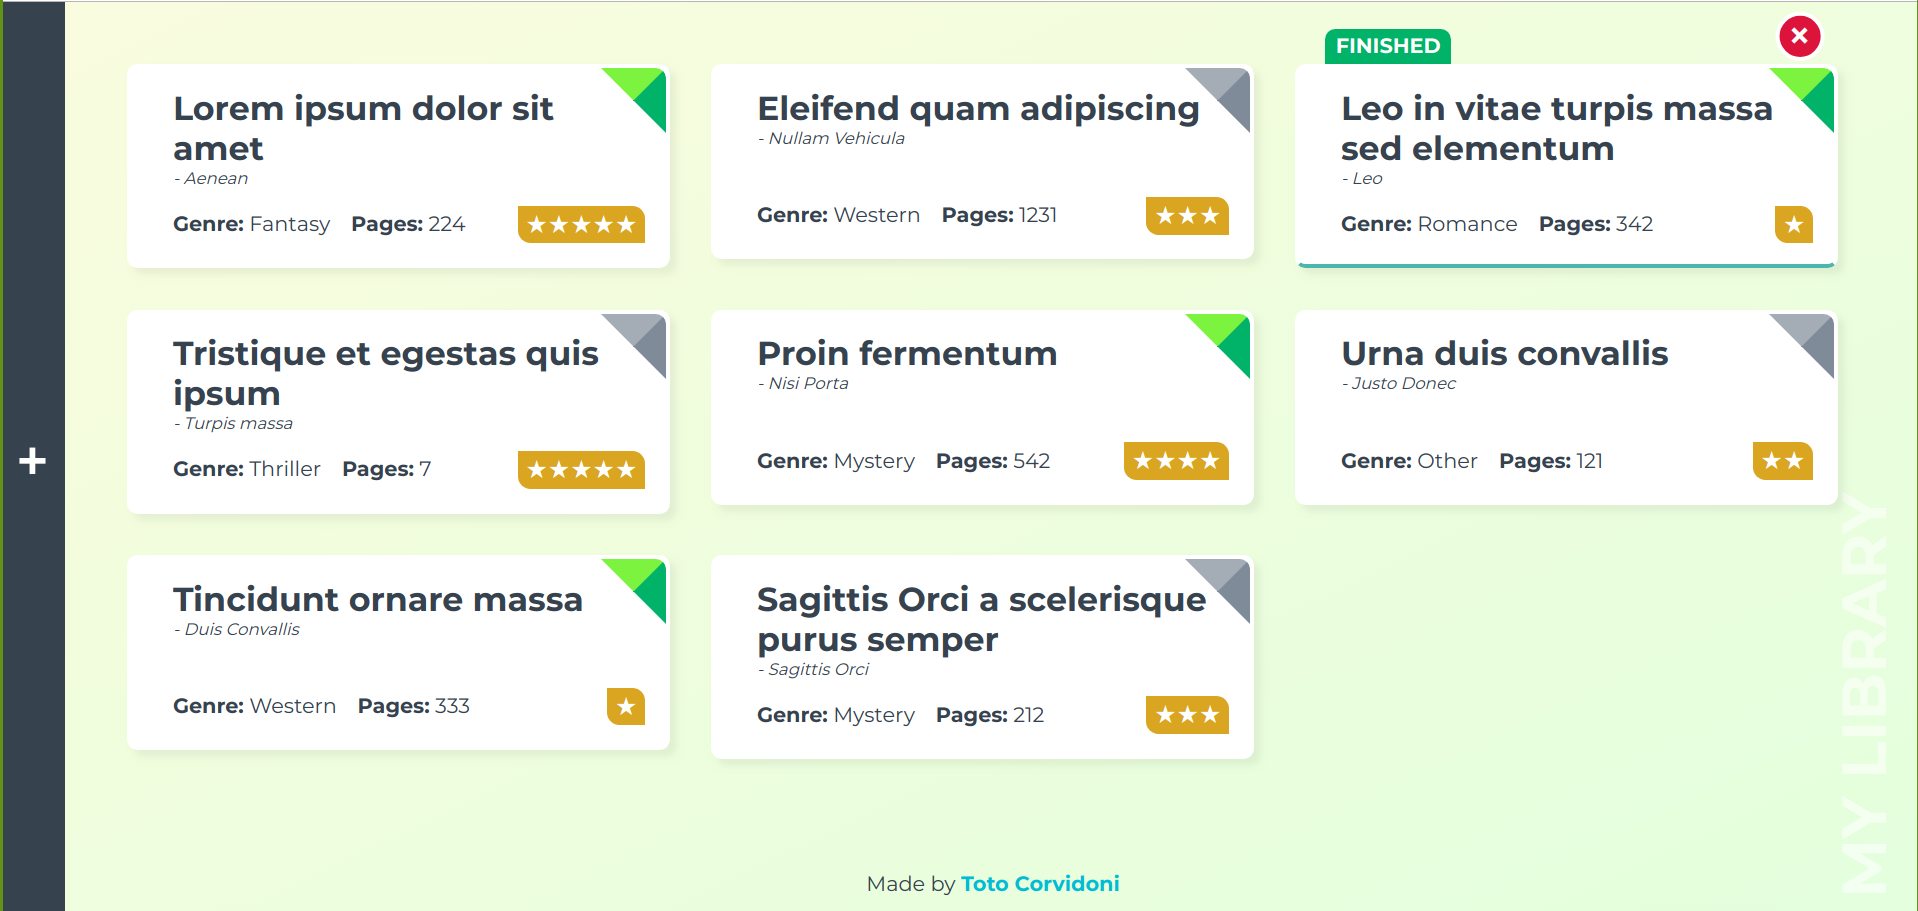 FINISHED
Lorem ipsum dolor sit
amet
- Aenean
Genre: Fantasy Pages: 224
Eleifend quam adipiscing
- Nullam Vehicula
Genre: Western Pages: 1231
Leo in vitae turpis massa
sed elementum
- Leo
Genre: Romance Pages: 342
Tristique et egestas quis
ipsum
- Turpis massa
Genre: Thriller Pages: 7
Proin fermentum
- Nisi Porta
Genre: Mystery Pages: 542
Urna duis convallis
- Justo Donec
Genre: Other Pages: 121
Tincidunt ornare massa
- Duis Convallis
Genre: Western Pages: 333
Sagittis Orci a scelerisque
purus semper
- Sagittis Orci
Genre: Mystery Pages: 212
MY LIBRARY
Made by Toto Corvidoni